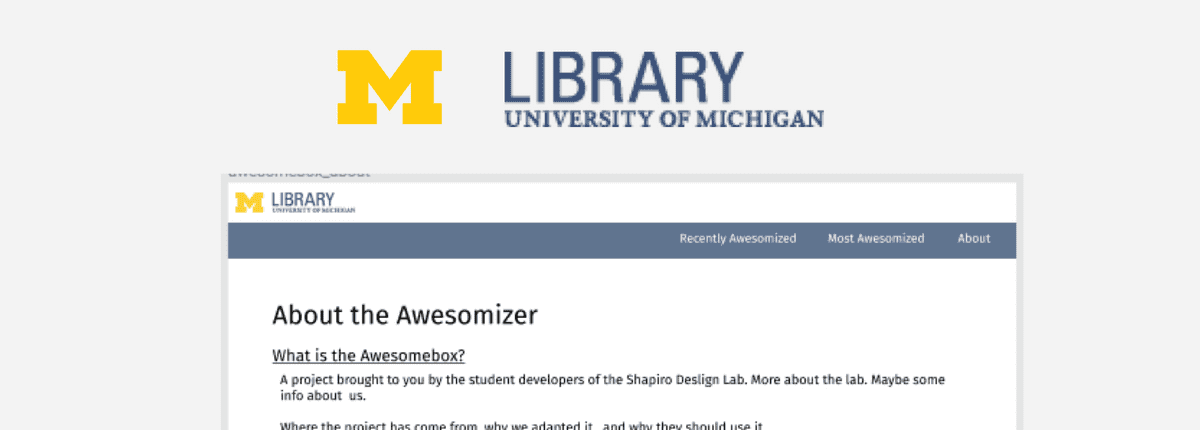 M LIBRARY
UNIVERSITY OF MICHIGAN
awesomebox_about
M LIBRARY
UNIVERSITY OF MICHIGAN
Recently Awesomized Most Awesomized About
About the Awesomizer
What is the Awesomebox?
A project brought to you by the student developers of the Shapiro Deslign Lab. More about the lab. Maybe some
info about us.
Where the project has come from, why we adapted it, and why they should use it